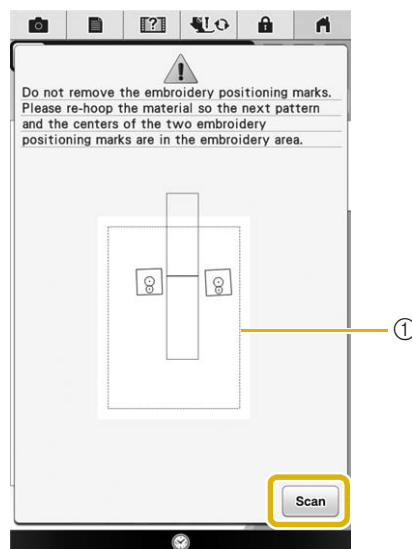 Do not remove the embroidery positioning marks.
Please re-hoop the material so the next pattern
and the centers of the two embroidery
positioning marks are in the embroidery area.
①
Scan